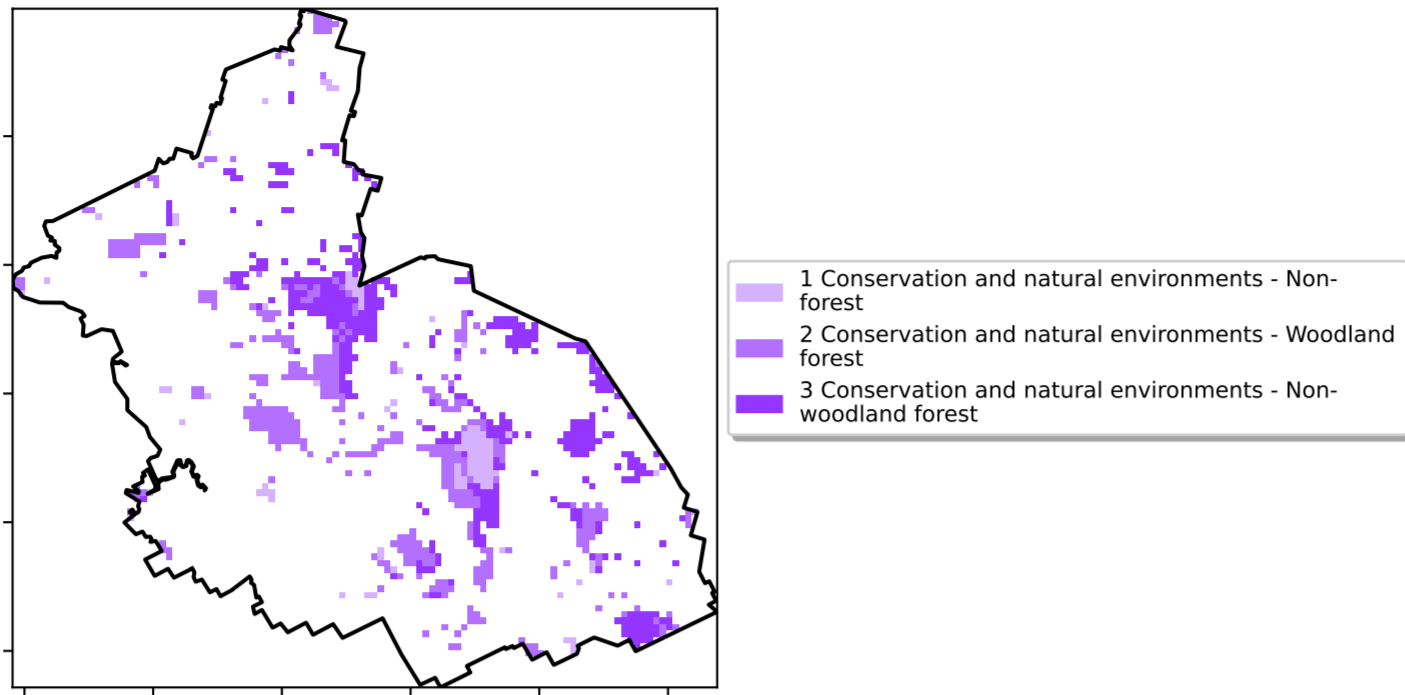 1 Conservation and natural environments - Non-
forest
2 Conservation and natural environments - Woodland
forest
3 Conservation and natural environments - Non-
woodland forest